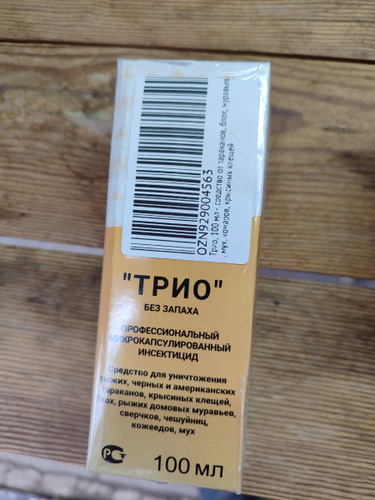 OZN929004563
Трио, 100 мл - средство от тараканов, блох, муравьев
, мух, комаров, крысиных клещей
"ТРИО"
БЕЗ ЗАПАХА
ПРОФЕССИОНАЛЬНЫЙ
МИКРОКАПСУЛИРОВАННЫЙ
ИНСЕКТИЦИД
Средство для уничтожения
рыжих, черных и американских
тараканов, крысиных клещей,
блох, рыжих домовых муравьев,
сверчков, чешуйниц,
кожеедов, мух
РСТ
100 мл